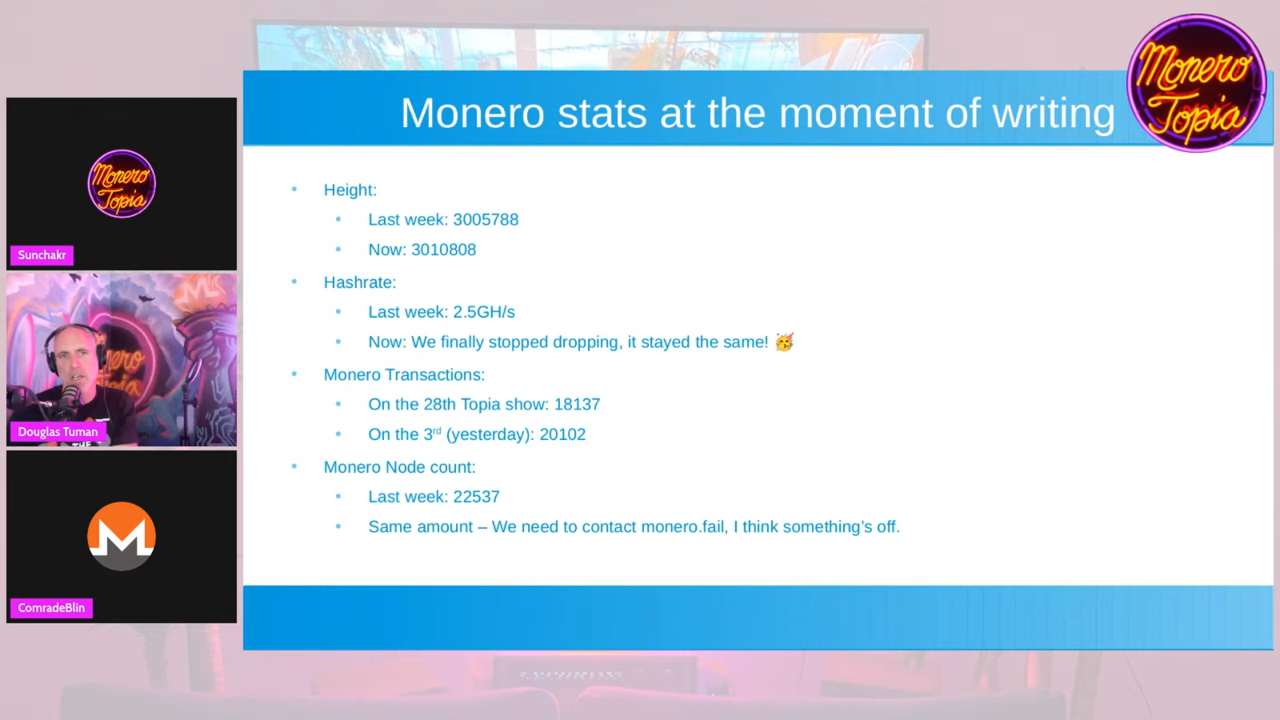 Monero stats at the moment of writing
Monero
Topia
Height:
Last week: 3005788
Now: 3010808
Hashrate:
Last week: 2.5GH/s
Now: We finally stopped dropping, it stayed the same! 🥳
Monero Transactions:
On the 28th Topia show: 18137
On the 3rd (yesterday): 20102
Monero Node count:
Last week: 22537
Same amount – We need to contact monero.fail, I think something's off.
Monero
Topia
Sunchakr
Douglas Tuman
ComradeBlin